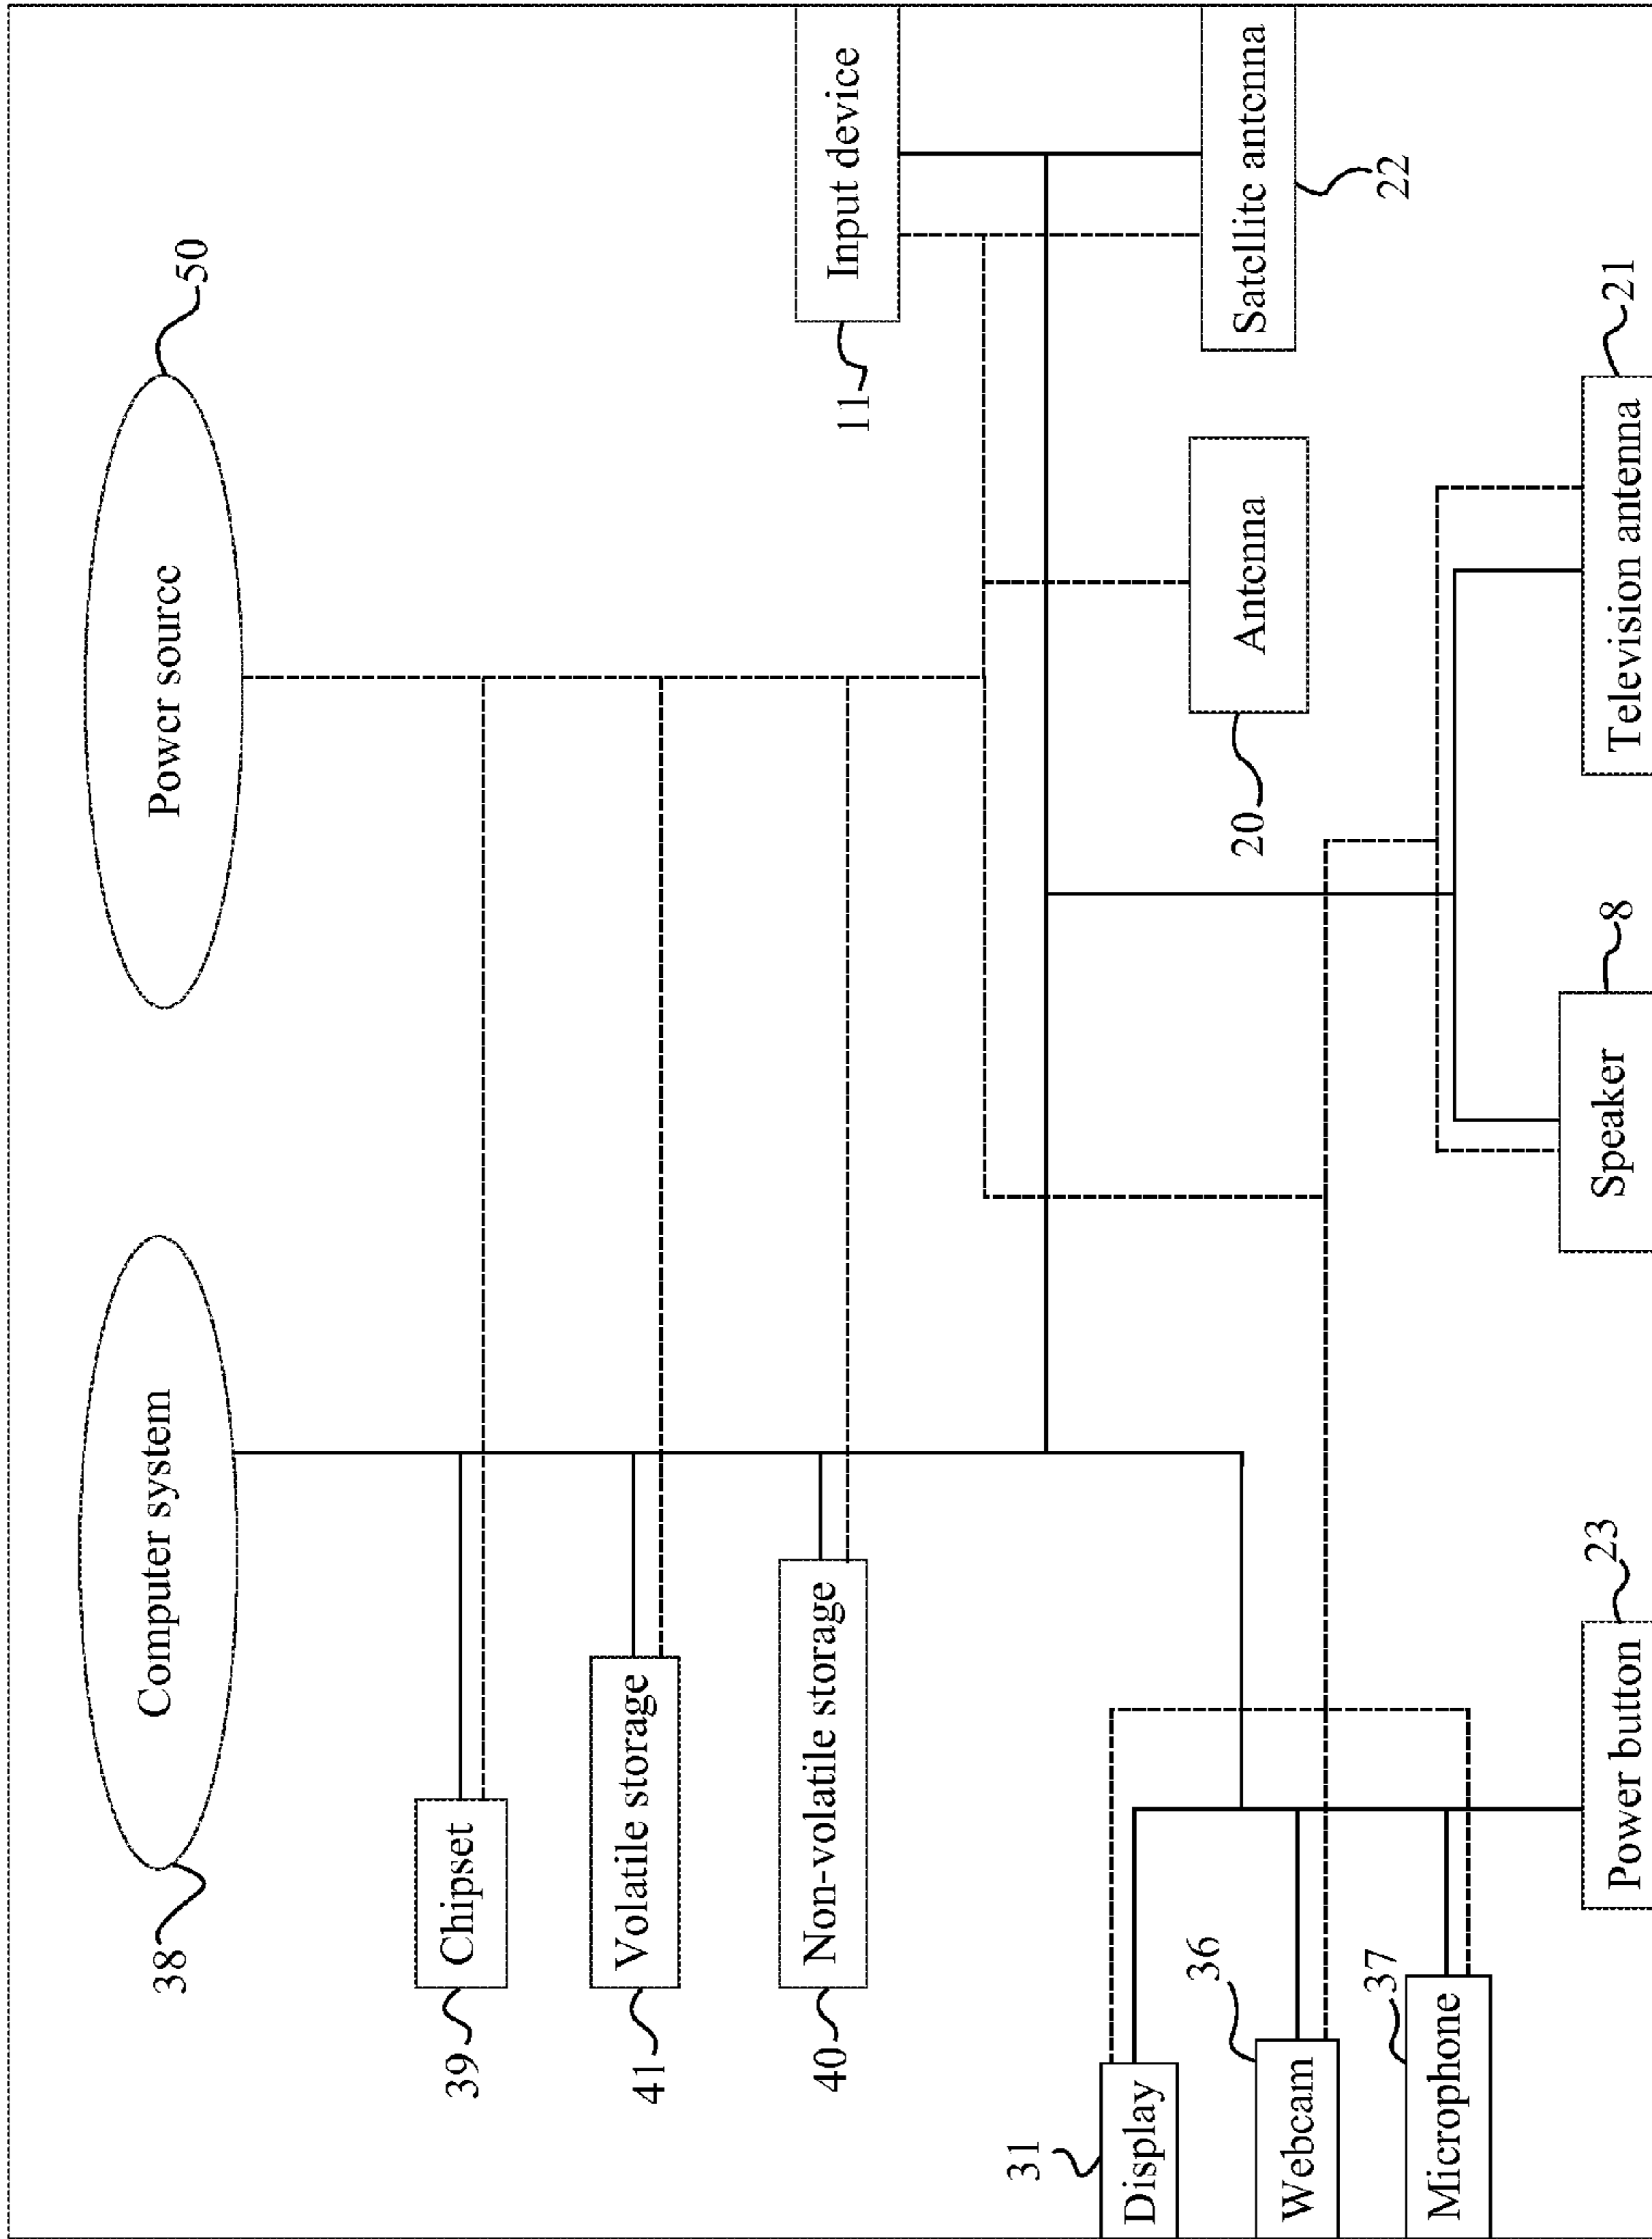 Computer system
38
Power source
50
Chipset
39
Volatile storage
41
Non-volatile storage
40
Input device
11
Display
31
Webcam
36
Microphone
37
Antenna
20
Satellite antenna
22
Power button
23
Speaker
8
Television antenna
21